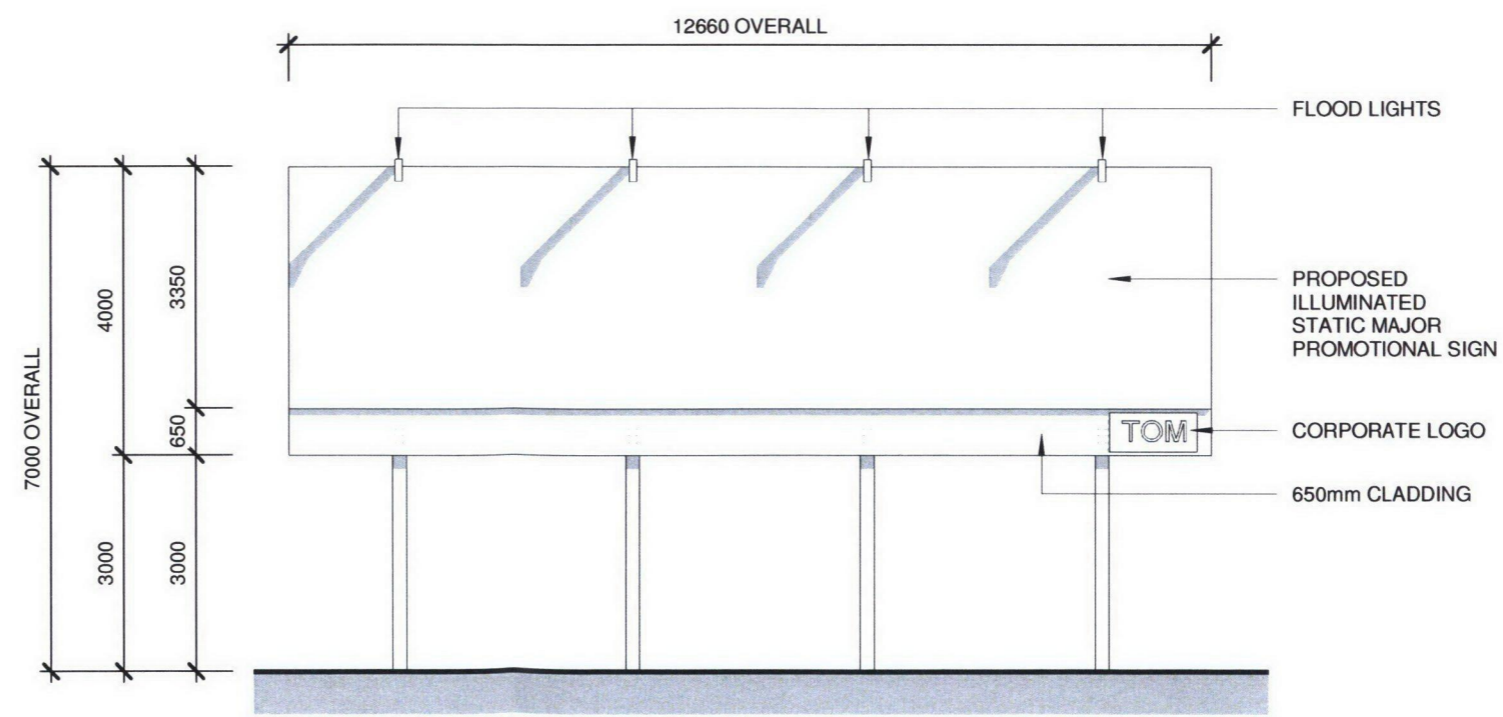 12660 OVERALL
FLOOD LIGHTS
7000 OVERALL
4000
3350
PROPOSED
ILLUMINATED
STATIC MAJOR
PROMOTIONAL SIGN
650
TOM
CORPORATE LOGO
650mm CLADDING
3000
3000